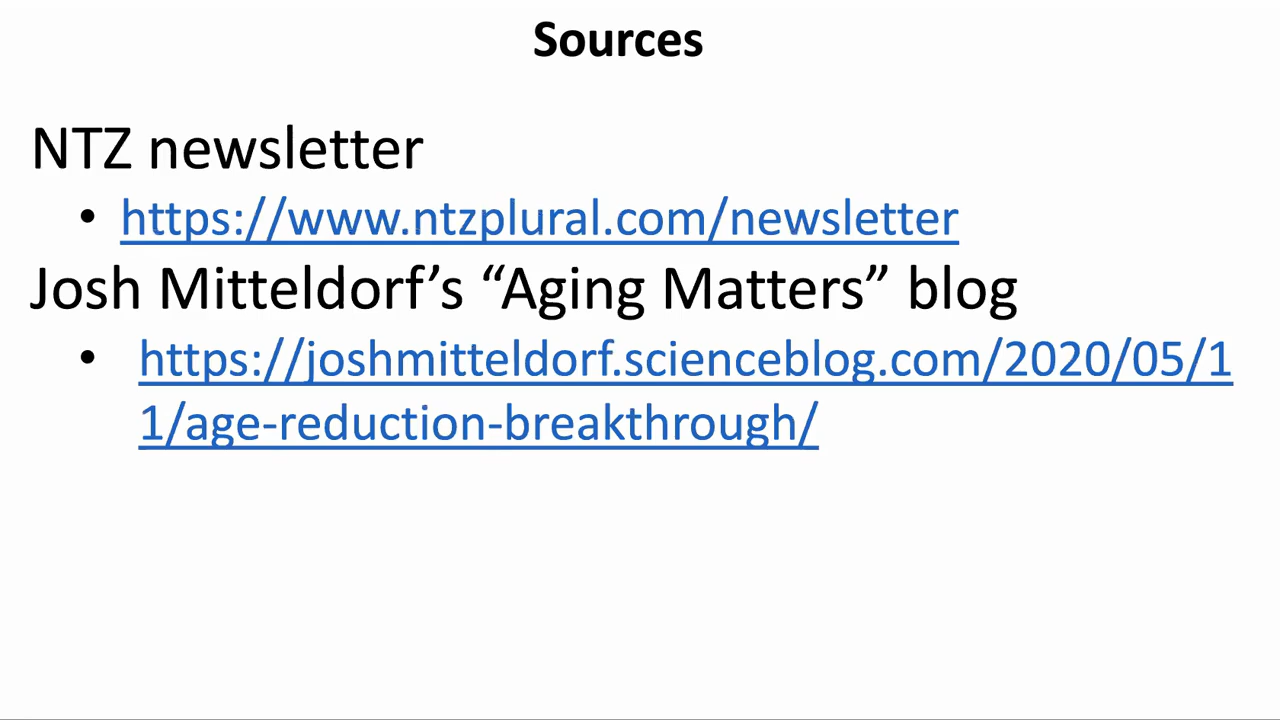 Sources
NTZ newsletter
• https://www.ntzplural.com/newsletter
Josh Mitteldorf’s “Aging Matters” blog
• https://joshmitteldorf.scienceblog.com/2020/05/1
1/age-reduction-breakthrough/